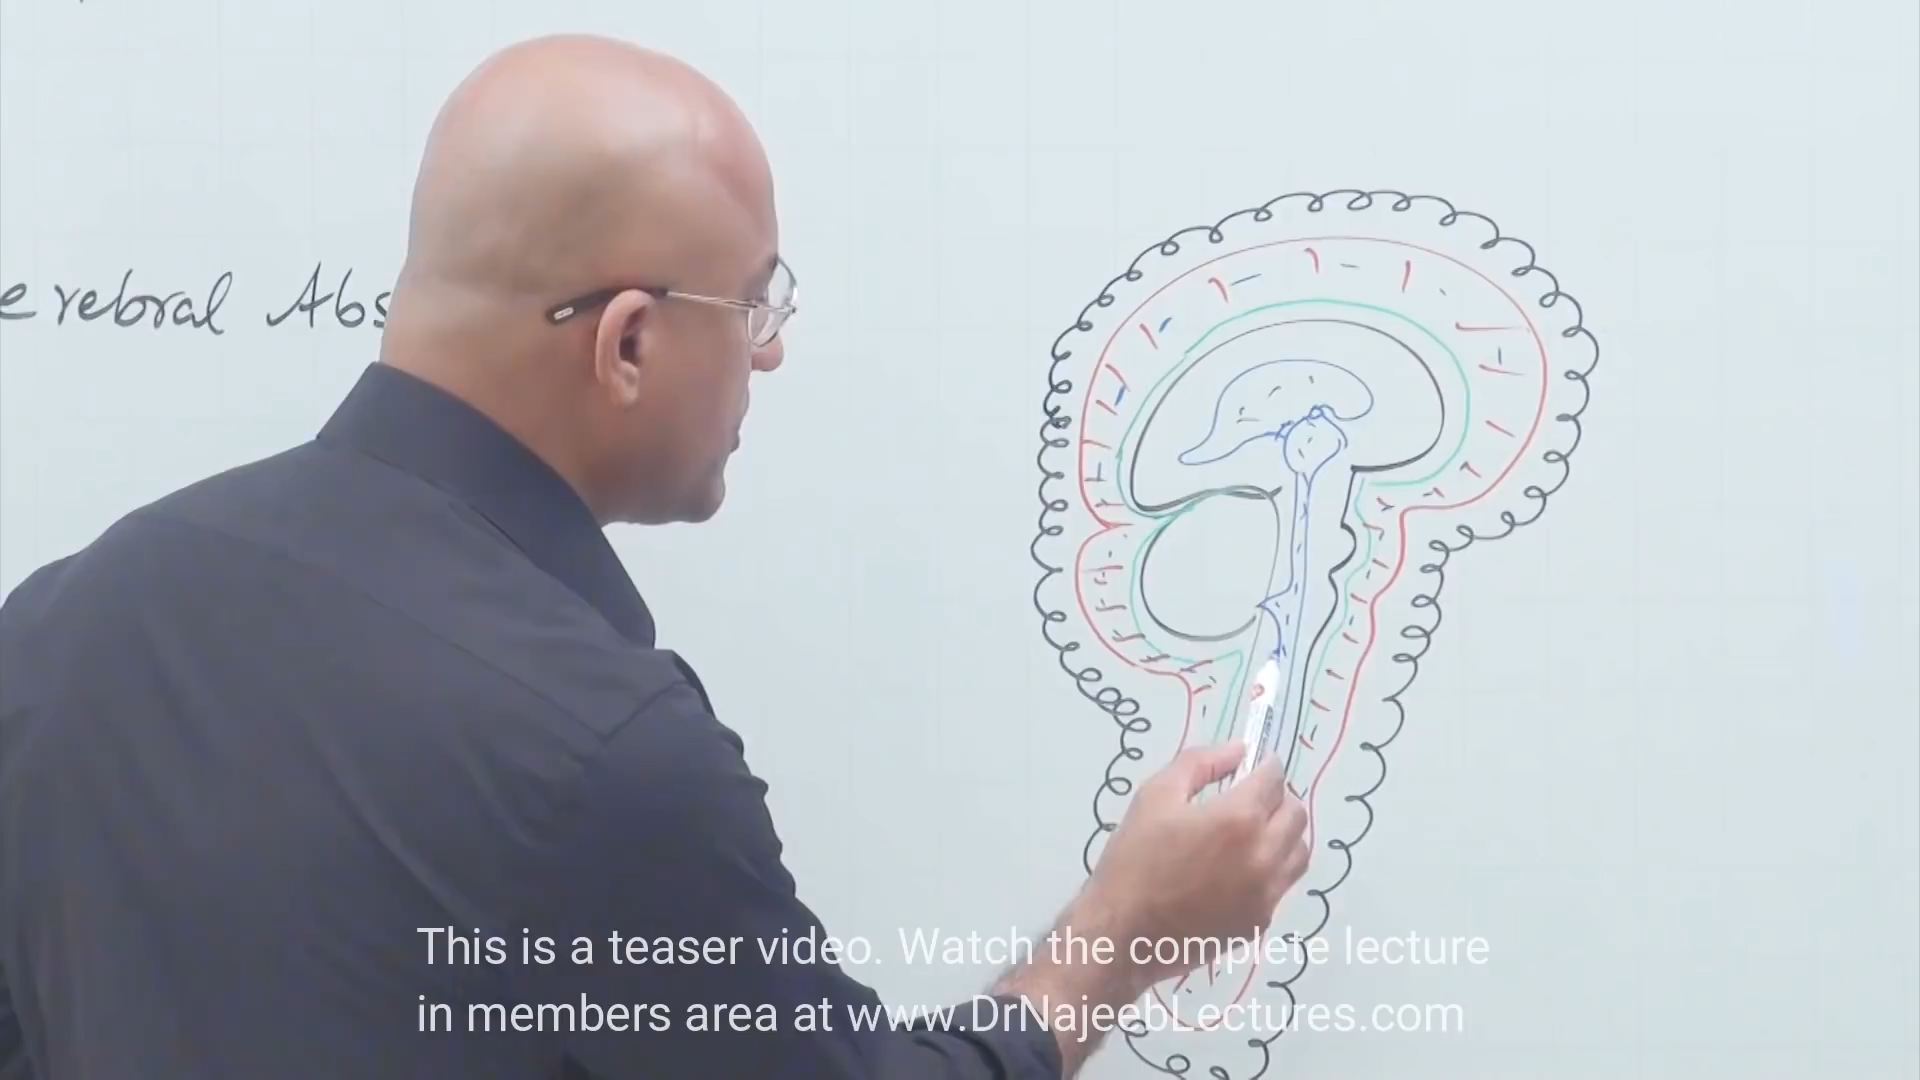 erebral Abs
This is a teaser video. Watch the complete lecture
in members area at www.DrNajeebLectures.com